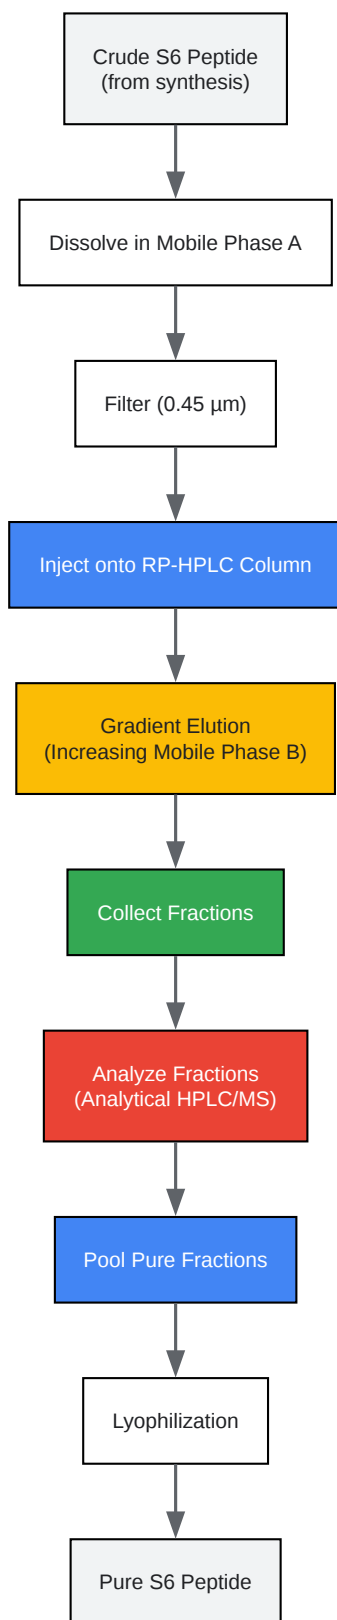 Crude S6 Peptide
(from synthesis)
Dissolve in Mobile Phase A
Filter (0.45 µm)
Inject onto RP-HPLC Column
Gradient Elution
(Increasing Mobile Phase B)
Collect Fractions
Analyze Fractions
(Analytical HPLC/MS)
Pool Pure Fractions
Lyophilization
Pure S6 Peptide